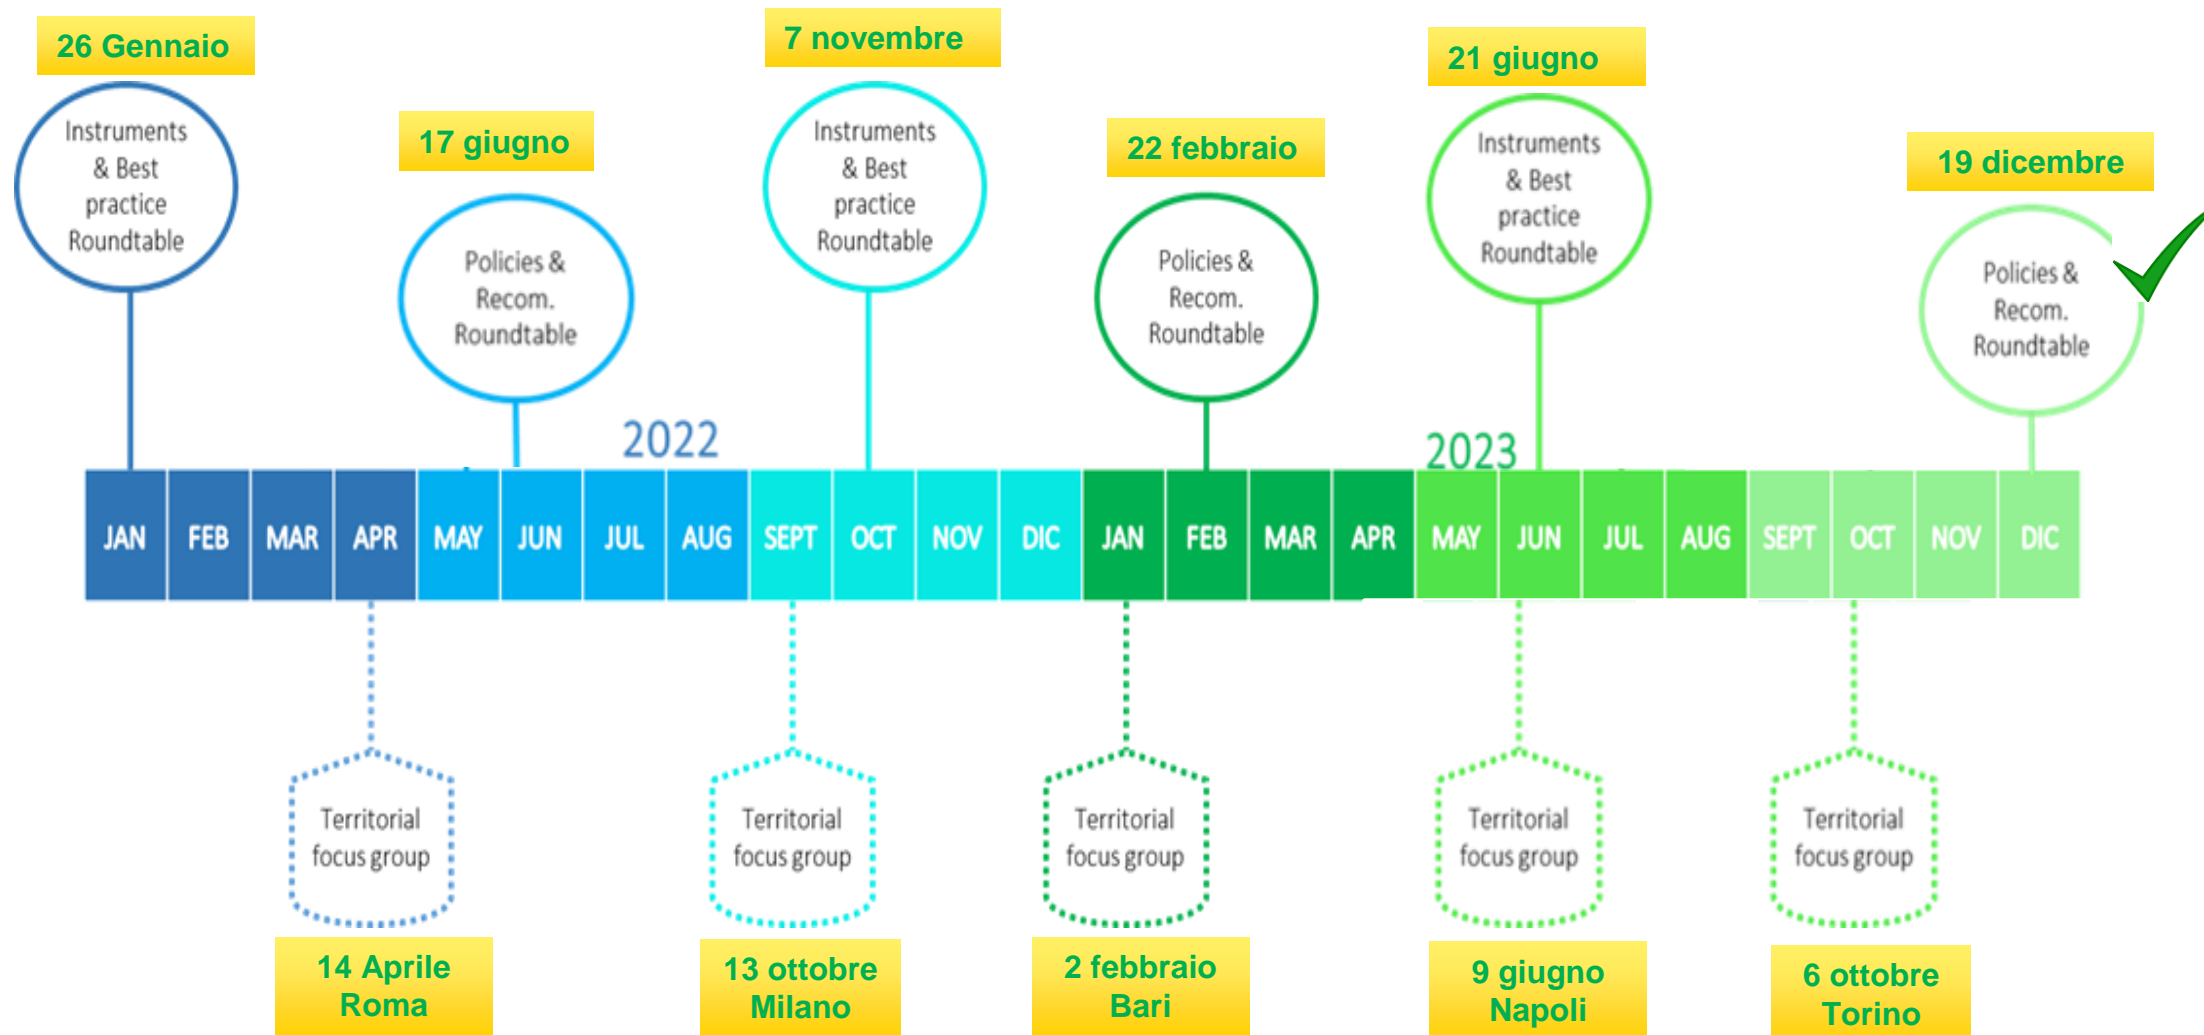 26 Gennaio
Instruments
& Best
practice
Roundtable
17 giugno
Policies &
Recom.
Roundtable
7 novembre
Instruments
& Best
practice
Roundtable
22 febbraio
Policies &
Recom.
Roundtable
21 giugno
Instruments
& Best
practice
Roundtable
19 dicembre
Policies &
Recom.
Roundtable
2022
2023
JAN FEB MAR APR MAY JUN JUL AUG SEPT OCT NOV DIC JAN FEB MAR APR MAY JUN JUL AUG SEPT OCT NOV DIC
Territorial
focus group
14 Aprile
Roma
Territorial
focus group
13 ottobre
Milano
Territorial
focus group
2 febbraio
Bari
Territorial
focus group
9 giugno
Napoli
Territorial
focus group
6 ottobre
Torino